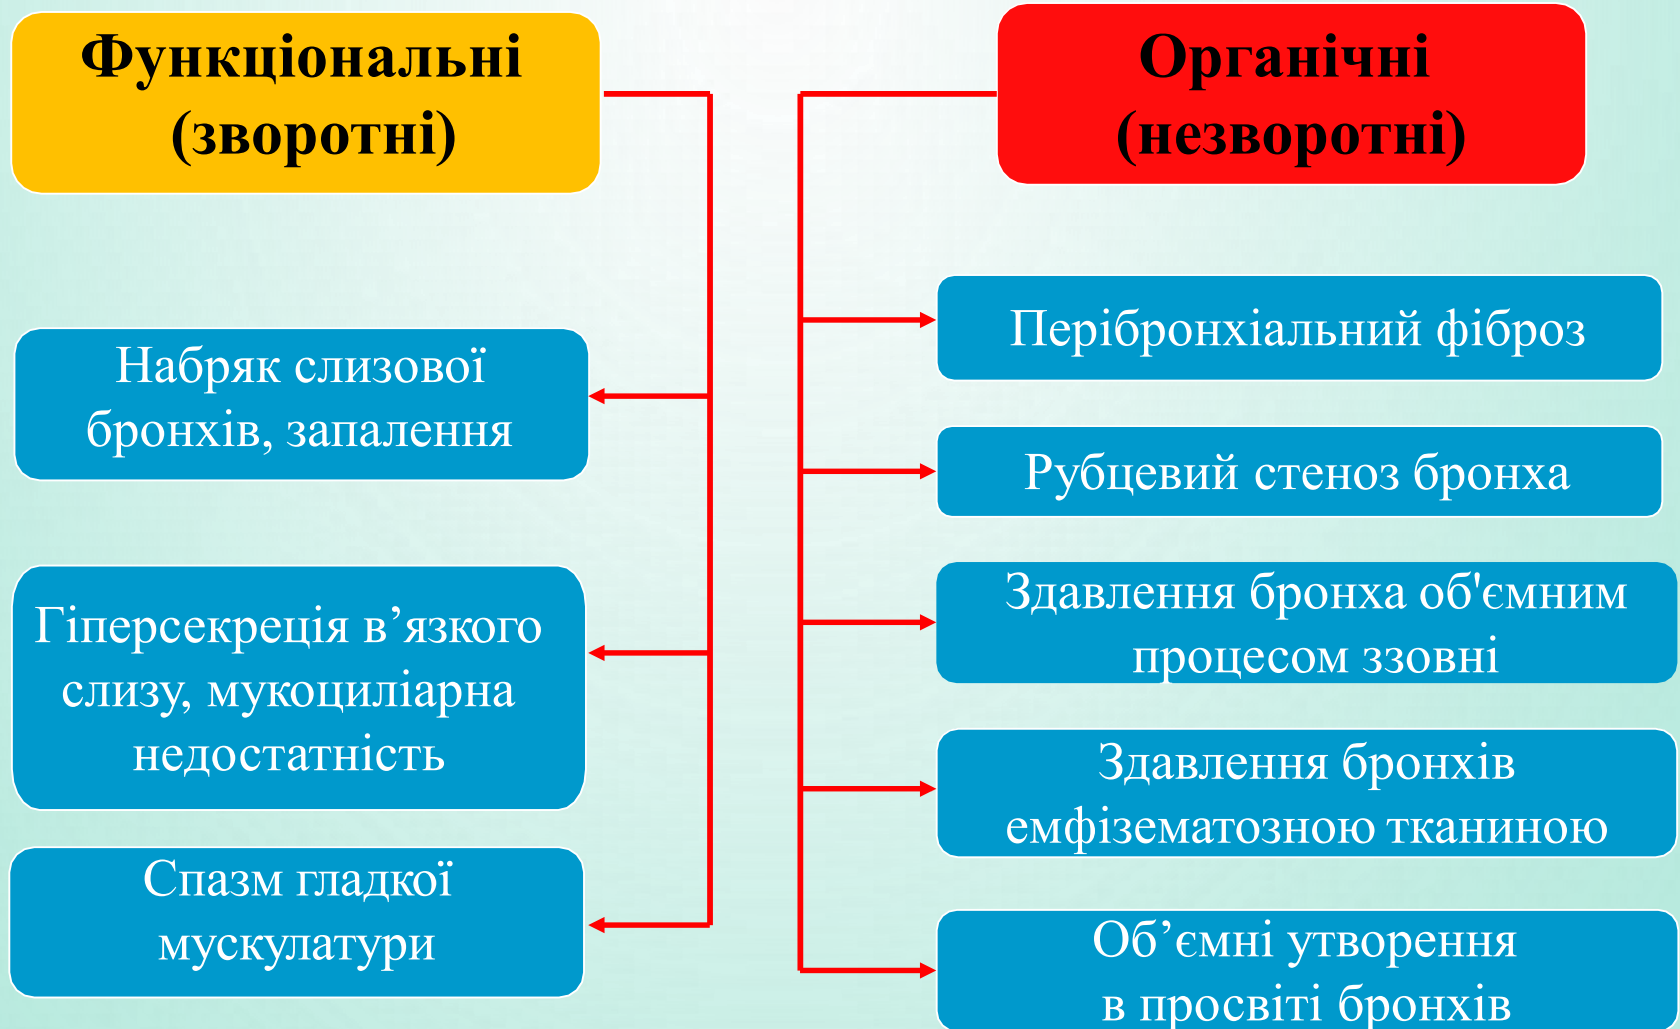 Функціональні
(зворотні)
Набряк слизової
бронхів, запалення
Гіперсекреція в’язкого
слизу, мукоциліарна
недостатність
Спазм гладкої
мускулатури
Органічні
(незворотні)
Перібронхіальний фіброз
Рубцевий стеноз бронха
Здавлення бронха об'ємним
процесом ззовні
Здавлення бронхів
емфізематозною тканиною
Об’ємні утворення
в просвіті бронхів